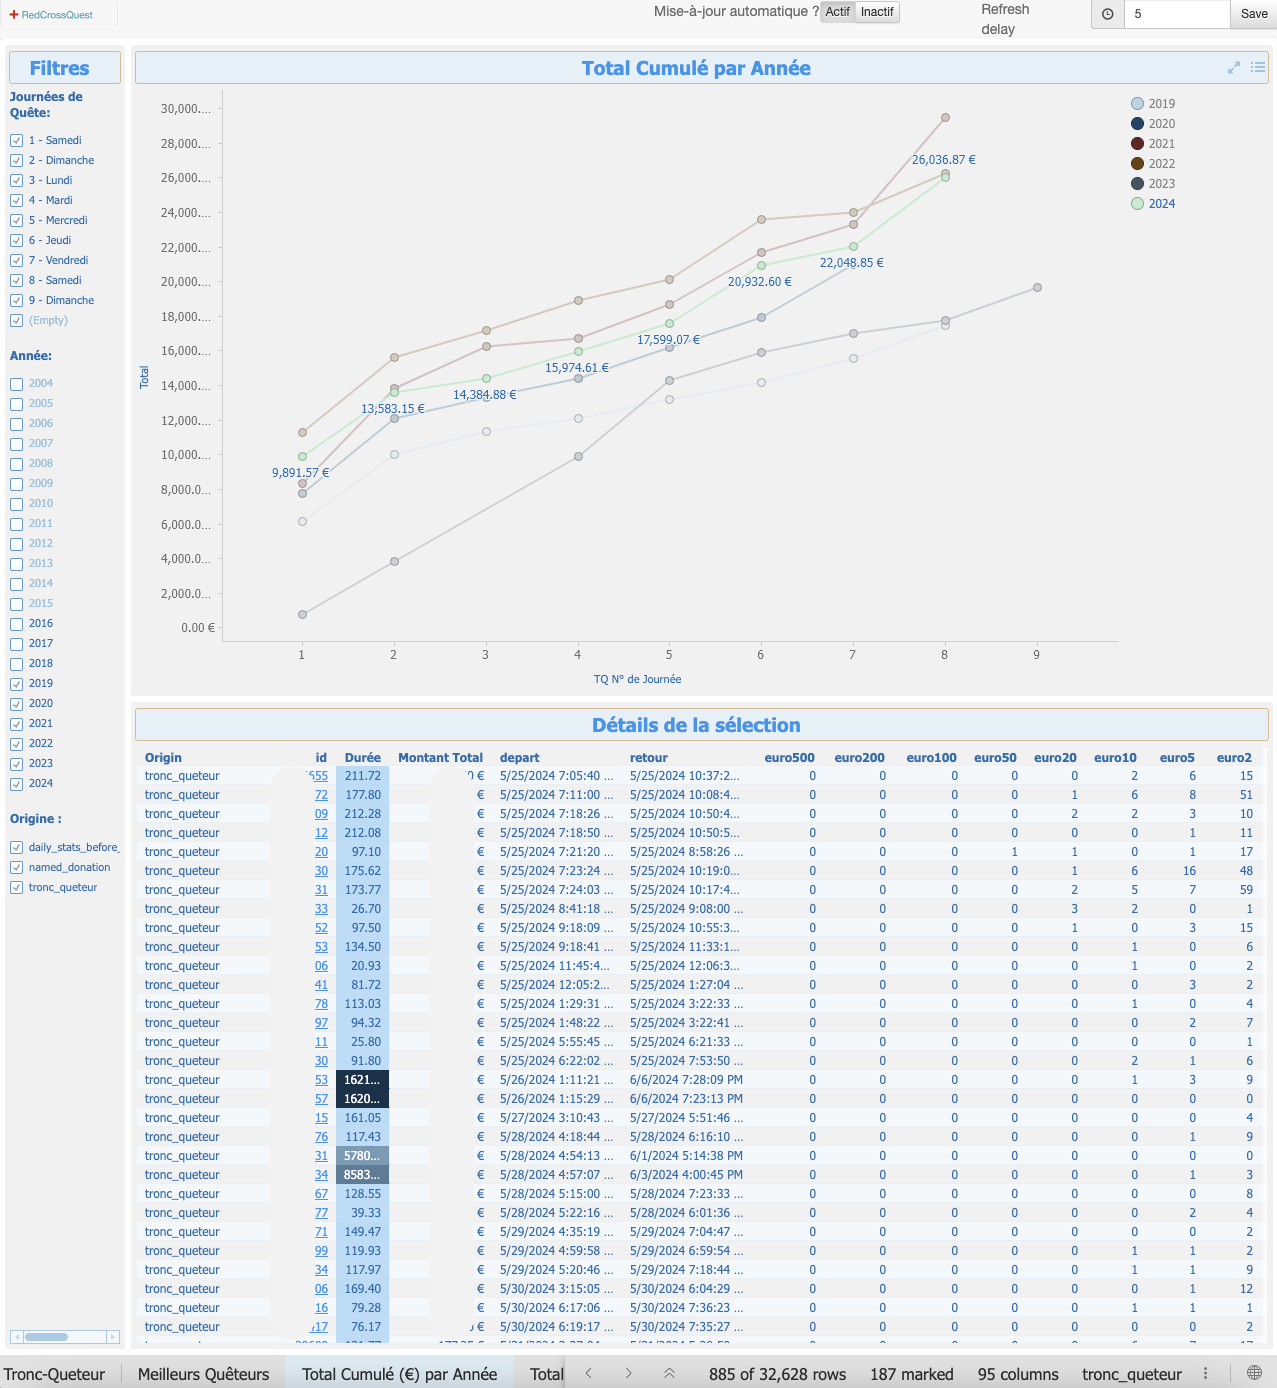 RedCrossQuest
Mise-à-jour automatique ? Actif Inactif
Refresh delay
5
Save
Filtres
Journées de Quête:
1 - Samedi
2 - Dimanche
3 - Lundi
4 - Mardi
5 - Mercredi
6 - Jeudi
7 - Vendredi
8 - Samedi
9 - Dimanche
(Empty)
Année:
2004
2005
2006
2007
2008
2009
2010
2011
2012
2013
2014
2015
2016
2017
2018
2019
2020
2021
2022
2023
2024
Origine :
daily_stats_before_
named_donation
tronc_queteur
Total Cumulé par Année
30,000....
28,000....
26,000....
24,000....
22,000....
20,000....
18,000....
16,000....
14,000....
12,000....
10,000....
8,000.0...
6,000.0...
4,000.0...
2,000.0...
0.00 €
Total
9,891.57 €
13,583.15 €
14,384.88 €
15,974.61 €
17,599.07 €
20,932.60 €
22,048.85 €
26,036.87 €
1 2 3 4 5 6 7 8 9
TQ N° de Journée
2019
2020
2021
2022
2023
2024
Détails de la sélection
Origin id Durée Montant Total depart retour euro500 euro200 euro100 euro50 euro20 euro10 euro5 euro2
tronc_queteur 655 211.72 0 € 5/25/2024 7:05:40 ... 5/25/2024 10:37:2... 0 0 0 0 0 2 6 15
tronc_queteur 72 177.80 € 5/25/2024 7:11:00 ... 5/25/2024 10:08:4... 0 0 0 0 1 6 8 51
tronc_queteur 09 212.28 € 5/25/2024 7:18:26 ... 5/25/2024 10:50:4... 0 0 0 0 2 2 3 10
tronc_queteur 12 212.08 € 5/25/2024 7:18:50 ... 5/25/2024 10:50:5... 0 0 0 0 0 0 1 11
tronc_queteur 20 97.10 € 5/25/2024 7:21:20 ... 5/25/2024 8:58:26 ... 0 0 0 1 1 0 1 17
tronc_queteur 30 175.62 € 5/25/2024 7:23:24 ... 5/25/2024 10:19:0... 0 0 0 0 1 6 16 48
tronc_queteur 31 173.77 € 5/25/2024 7:24:03 ... 5/25/2024 10:17:4... 0 0 0 0 2 5 7 59
tronc_queteur 33 26.70 € 5/25/2024 8:41:18 ... 5/25/2024 9:08:00 ... 0 0 0 0 3 2 0 1
tronc_queteur 52 97.50 € 5/25/2024 9:18:09 ... 5/25/2024 10:55:3... 0 0 0 0 1 0 3 15
tronc_queteur 53 134.50 € 5/25/2024 9:18:41 ... 5/25/2024 11:33:1... 0 0 0 0 0 1 0 6
tronc_queteur 06 20.93 € 5/25/2024 11:45:4... 5/25/2024 12:06:3... 0 0 0 0 0 1 0 2
tronc_queteur 41 81.72 € 5/25/2024 12:05:2... 5/25/2024 1:27:04 ... 0 0 0 0 0 0 3 2
tronc_queteur 78 113.03 € 5/25/2024 1:29:31 ... 5/25/2024 3:22:33 ... 0 0 0 0 0 1 0 4
tronc_queteur 97 94.32 € 5/25/2024 1:48:22 ... 5/25/2024 3:22:41 ... 0 0 0 0 0 0 2 7
tronc_queteur 11 25.80 € 5/25/2024 5:55:45 ... 5/25/2024 6:21:33 ... 0 0 0 0 0 0 0 1
tronc_queteur 30 91.80 € 5/25/2024 6:22:02 ... 5/25/2024 7:53:50 ... 0 0 0 0 0 2 1 6
tronc_queteur 53 1621... € 5/26/2024 1:11:21 ... 6/6/2024 7:28:09 PM 0 0 0 0 0 1 3 9
tronc_queteur 57 1620... € 5/26/2024 1:15:29 ... 6/6/2024 7:23:13 PM 0 0 0 0 0 0 0 0
tronc_queteur 15 161.05 € 5/27/2024 3:10:43 ... 5/27/2024 5:51:46 ... 0 0 0 0 0 0 0 4
tronc_queteur 76 117.43 € 5/28/2024 4:18:44 ... 5/28/2024 6:16:10 ... 0 0 0 0 0 0 1 9
tronc_queteur 31 5780... € 5/28/2024 4:54:13 ... 6/1/2024 5:14:38 PM 0 0 0 0 0 0 0 0
tronc_queteur 34 8583... € 5/28/2024 4:57:07 ... 6/3/2024 4:00:45 PM 0 0 0 0 0 0 1 3
tronc_queteur 67 128.55 € 5/28/2024 5:15:00 ... 5/28/2024 7:23:33 ... 0 0 0 0 0 0 0 8
tronc_queteur 77 39.33 € 5/28/2024 5:22:16 ... 5/28/2024 6:01:36 ... 0 0 0 0 0 0 2 4
tronc_queteur 71 149.47 € 5/29/2024 4:35:19 ... 5/29/2024 7:04:47 ... 0 0 0 0 0 0 0 2
tronc_queteur 99 119.93 € 5/29/2024 4:59:58 ... 5/29/2024 6:59:54 ... 0 0 0 0 0 1 1 2
tronc_queteur 34 117.97 € 5/29/2024 5:20:46 ... 5/29/2024 7:18:44 ... 0 0 0 0 0 1 1 9
tronc_queteur 06 169.40 € 5/30/2024 3:15:05 ... 5/30/2024 6:04:29 ... 0 0 0 0 0 0 1 12
tronc_queteur 16 79.28 € 5/30/2024 6:17:06 ... 5/30/2024 7:36:23 ... 0 0 0 0 0 1 1 1
tronc_queteur 17 76.17 € 5/30/2024 6:19:17 ... 5/30/2024 7:35:27 ... 0 0 0 0 0 0 0 2
Tronc-Queteur Meilleurs Quêteurs Total Cumulé (€) par Année Total 885 of 32,628 rows 187 marked 95 columns tronc_queteur